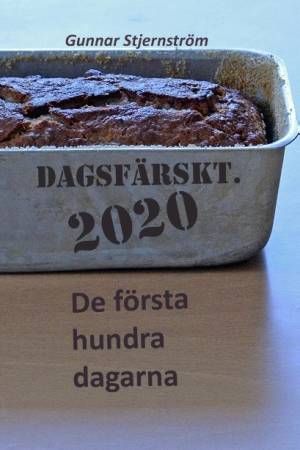 Gunnar Stjernström
DAGSFÄRSKT.
2020
De första
hundra
dagarna